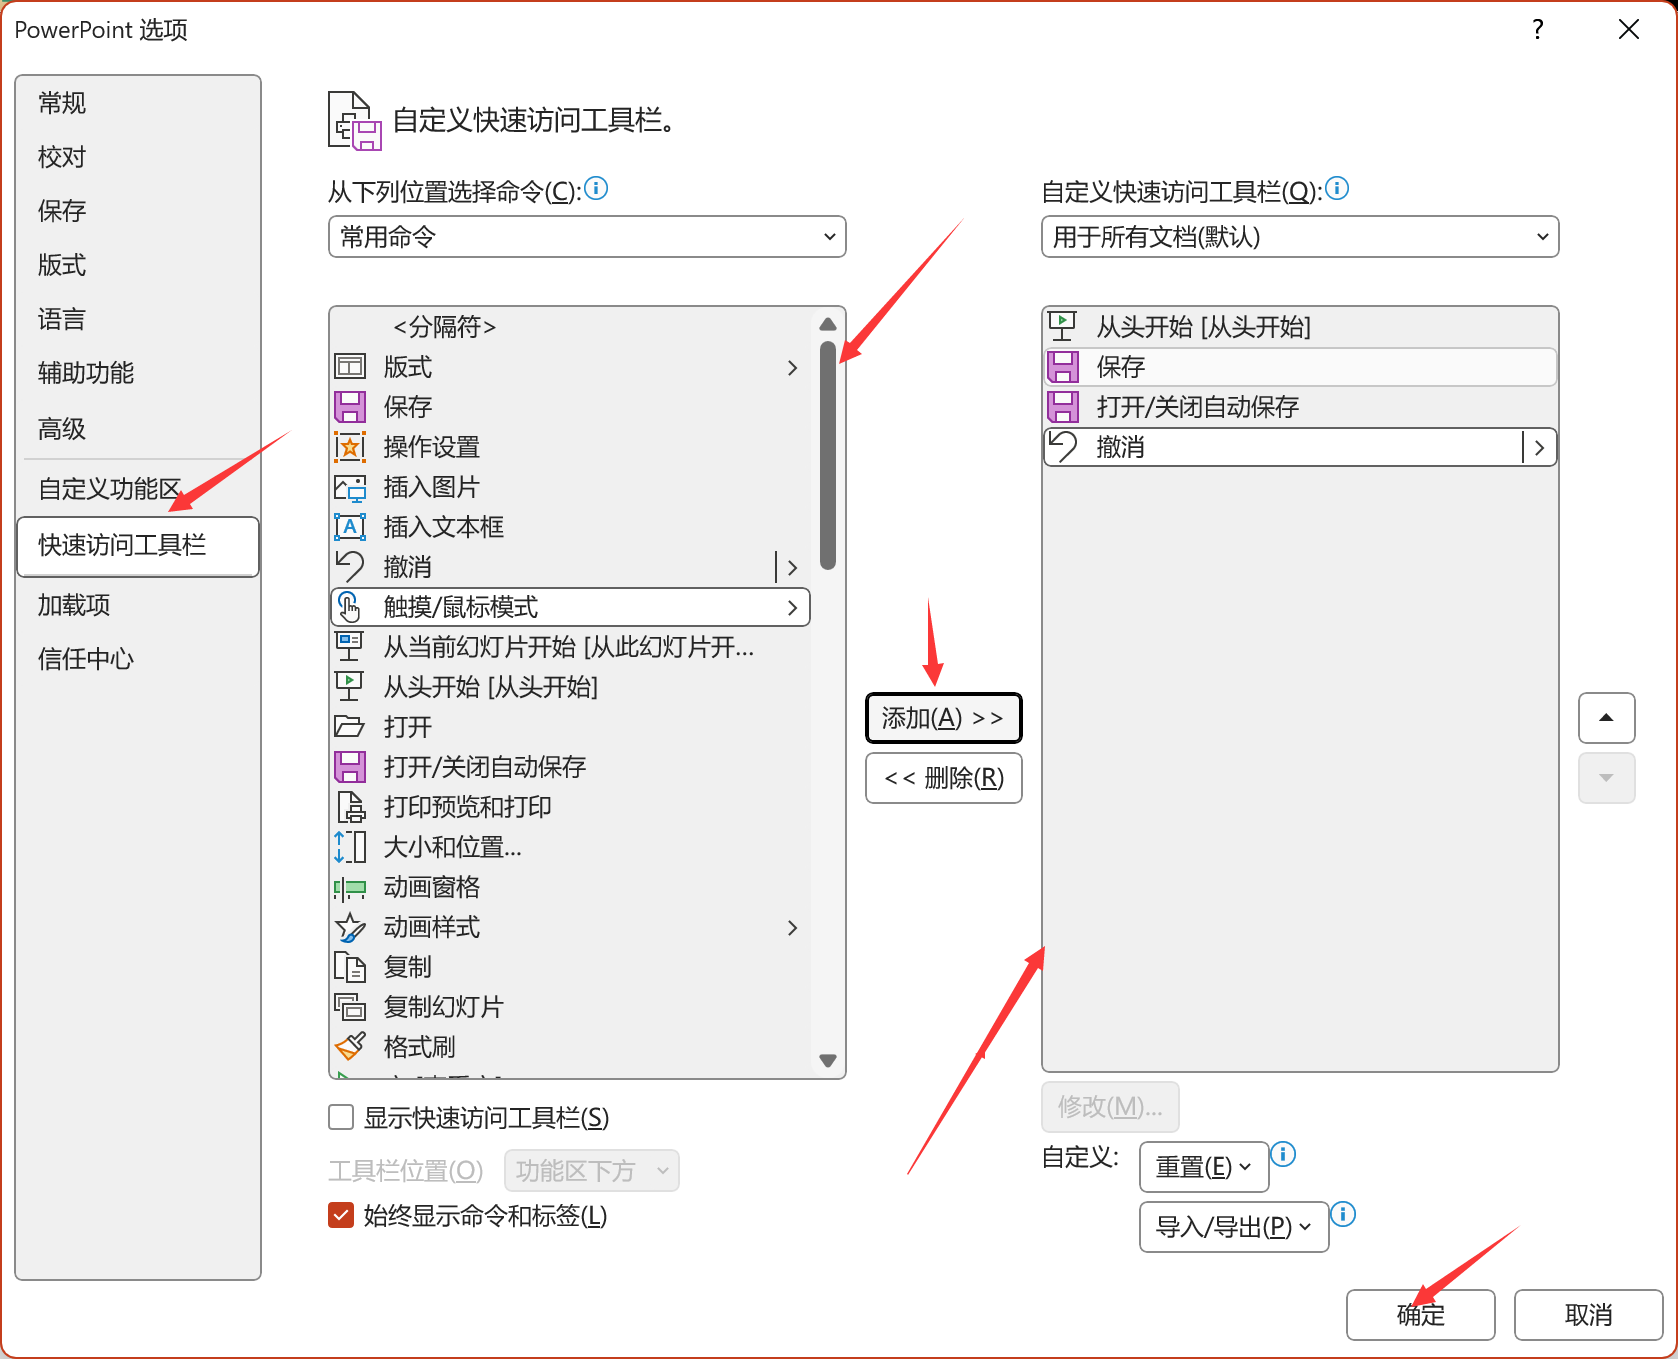 PowerPoint 选项
?
常规
校对
保存
版式
语言
辅助功能
高级
自定义功能区
快速访问工具栏
加载项
信任中心
自定义快速访问工具栏。
从下列位置选择命令(C):
常用命令
<分隔符>
版式
保存
操作设置
插入图片
插入文本框
撤消
触摸/鼠标模式
从当前幻灯片开始 [从此幻灯片开...
从头开始 [从头开始]
打开
打开/关闭自动保存
打印预览和打印
大小和位置...
动画窗格
动画样式
复制
复制幻灯片
格式刷
显示快速访问工具栏(S)
工具栏位置(O) 功能区下方
始终显示命令和标签(L)
添加(A) >>
<< 删除(R)
自定义快速访问工具栏(Q):
用于所有文档(默认)
从头开始 [从头开始]
保存
打开/关闭自动保存
撤消
修改(M)...
自定义: 重置(E)
导入/导出(P)
确定 取消